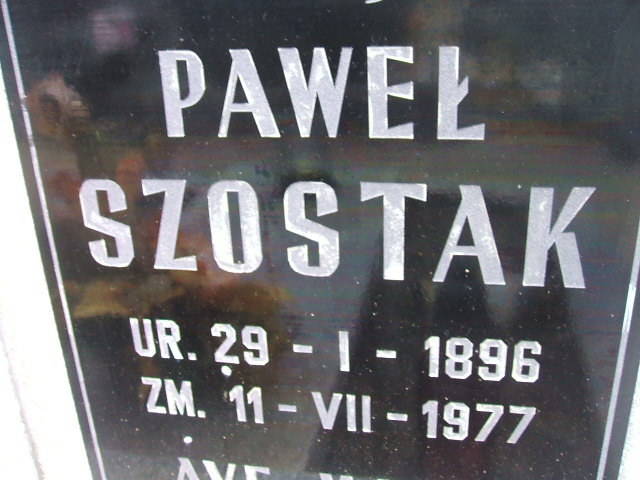 PAWEŁ
SZOSTAK
UR. 29 - I - 1896
ZM. 11 - VII - 1977